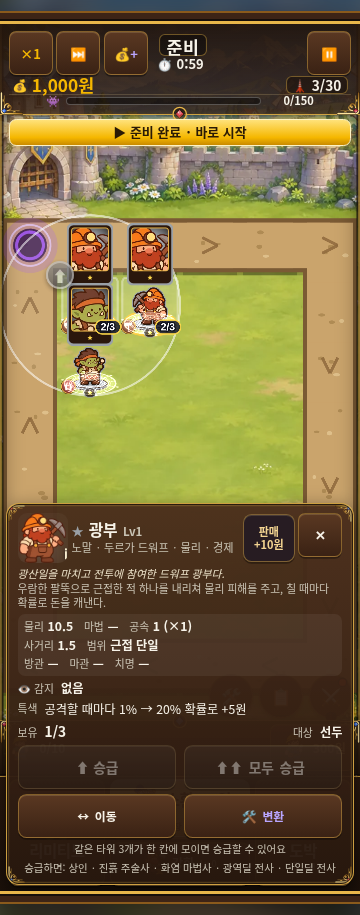 ×1
준비
0:59
1,000원
3/30
0/150
▶ 준비 완료 · 바로 시작
2/3
2/3
★ 광부 Lv1
노말 · 두르가 드워프 · 물리 · 경제
판매
+10원
×
광산일을 마치고 전투에 참여한 드워프 광부다.
우람한 팔뚝으로 근접한 적 하나를 내리쳐 물리 피해를 주고, 칠 때마다
확률로 돈을 캐낸다.
물리 10.5 마법 — 공속 1 (×1)
사거리 1.5 범위 근접 단일
방관 — 마관 — 치명 —
감지 없음
특색 공격할 때마다 1% → 20% 확률로 +5원
보유 1/3 대상 선두
⬆ 승급
⬆⬆ 모두 승급
↔ 이동
변환
같은 타워 3개가 한 칸에 모이면 승급할 수 있어요
승급하면: 상인 · 진흙 주술사 · 화염 마법사 · 광역딜 전사 · 단일딜 전사